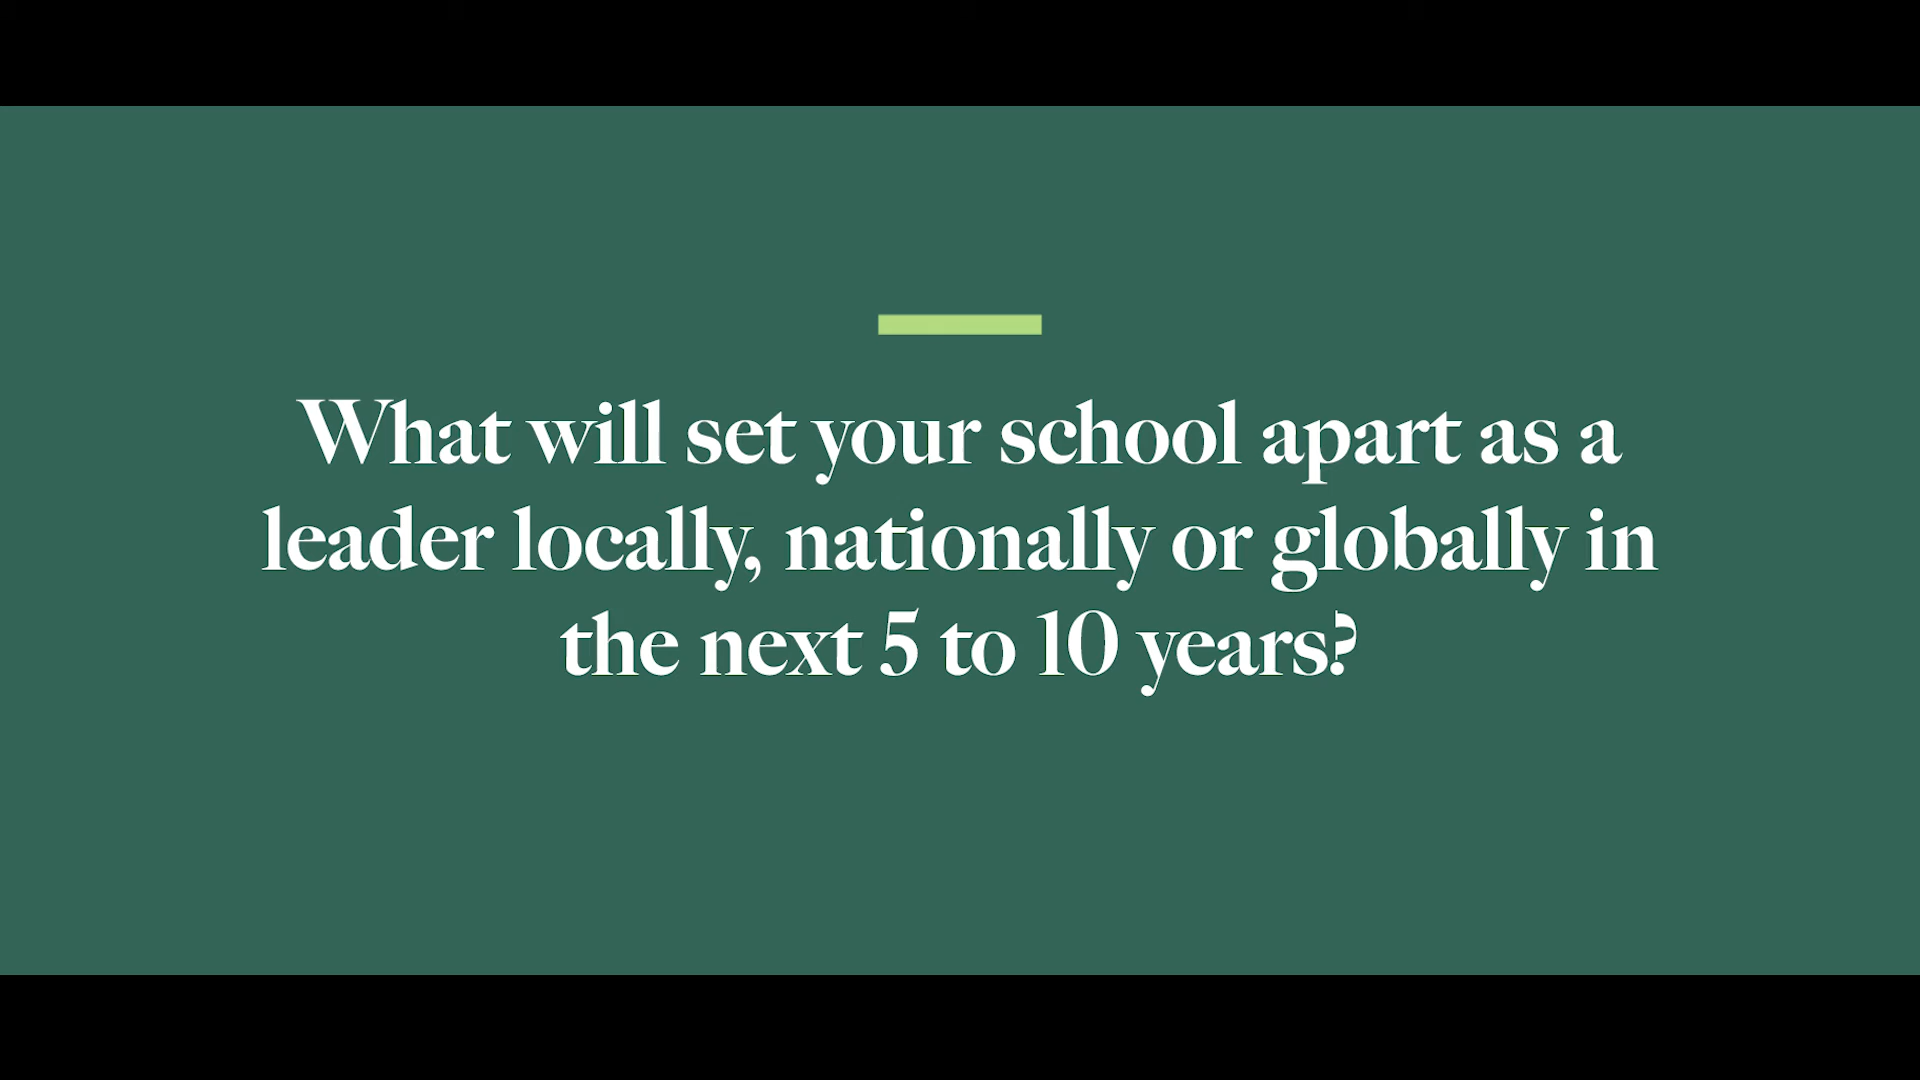 What will set your school apart as a
leader locally, nationally or globally in
the next 5 to 10 years?